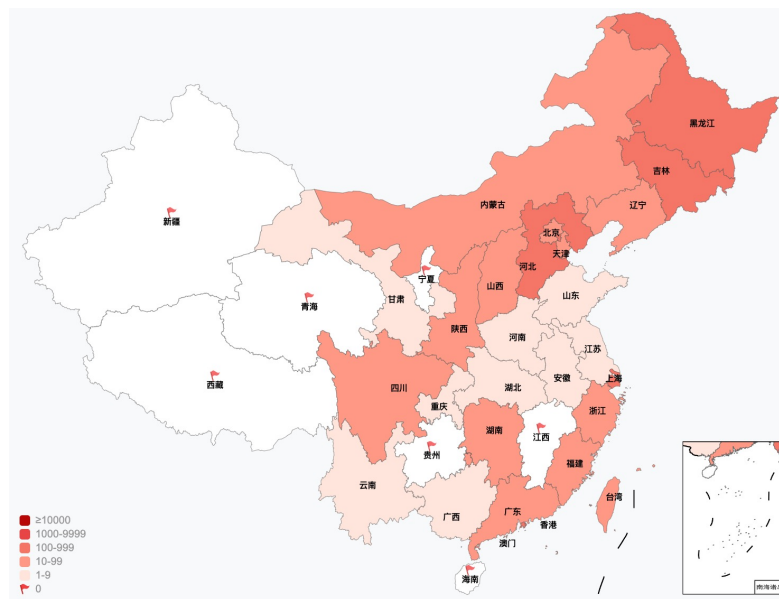 黑龙江
吉林
内蒙古
辽宁
新疆
北京
天津
宁夏
河北
山西
青海
甘肃
山东
陕西
河南
江苏
西藏
四川
安徽
上海
湖北
重庆
浙江
湖南
江西
贵州
福建
云南
台湾
广东
广西
香港
澳门
海南
≥10000
1000-9999
100-999
10-99
1-9
0
南海诸